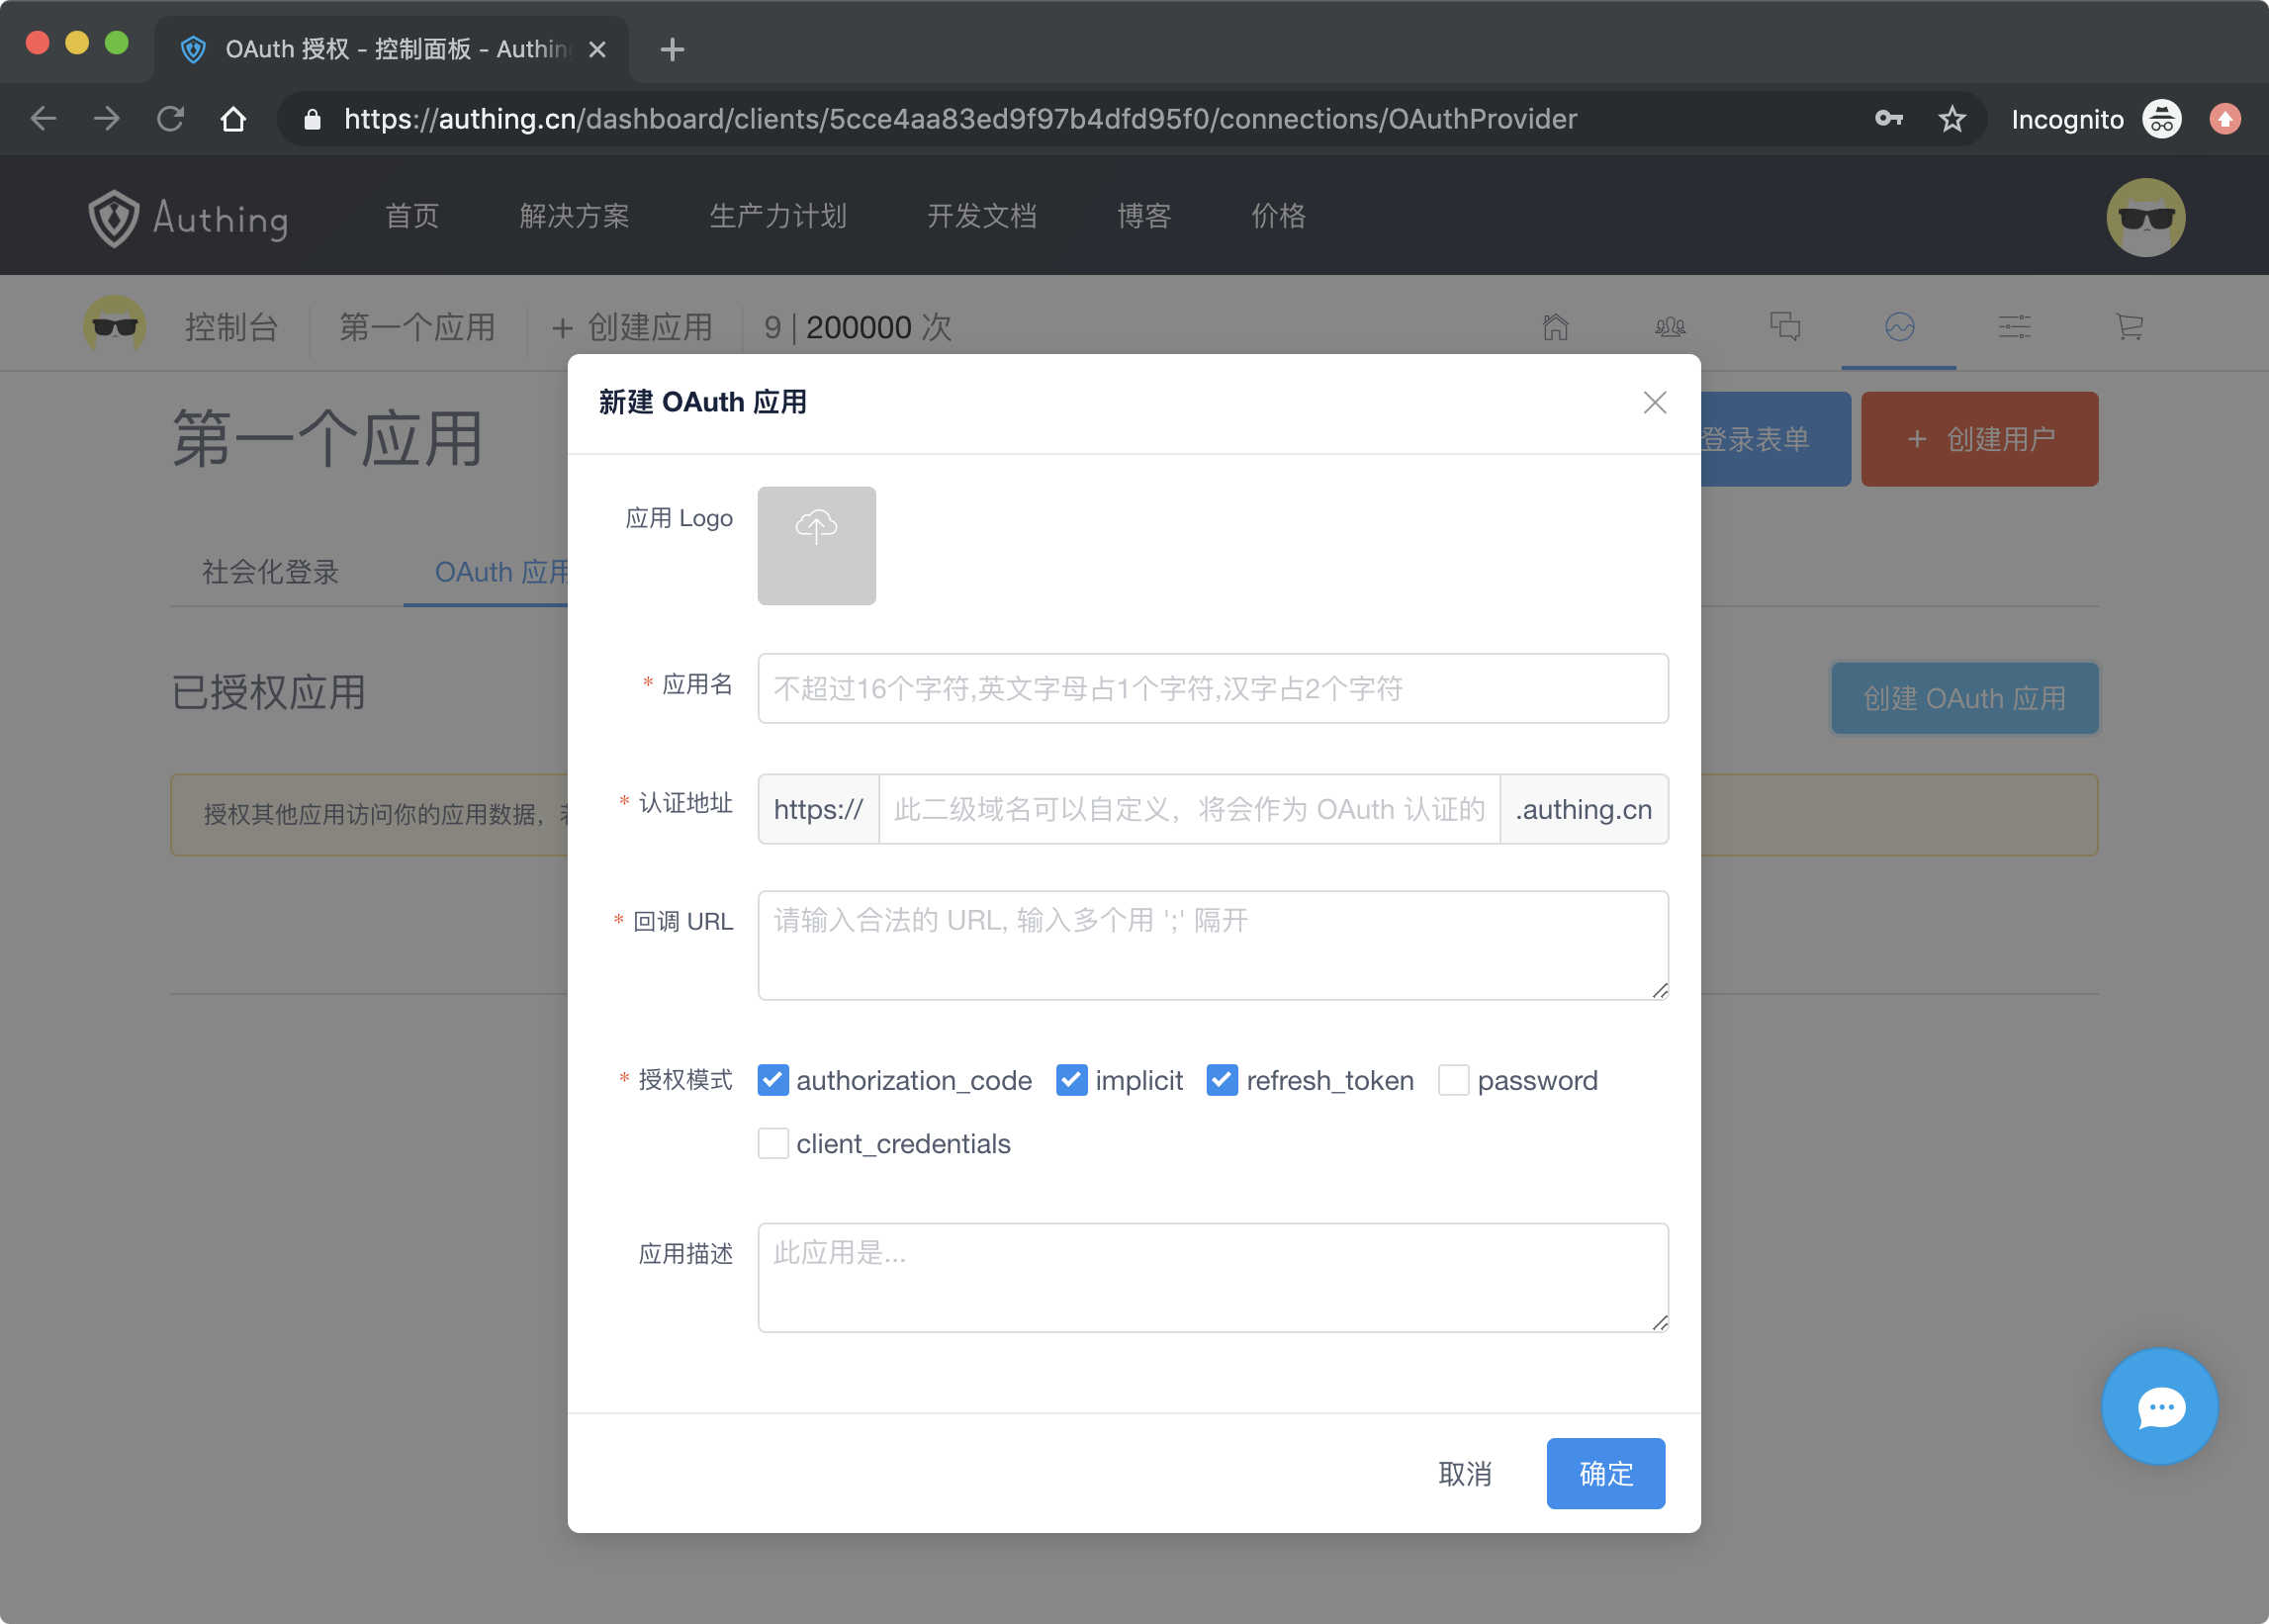 OAuth 授权 - 控制面板 - Authin
https://authing.cn/dashboard/clients/5cce4aa83ed9f97b4dfd95f0/connections/OAuthProvider
Incognito
Authing 首页 解决方案 生产力计划 开发文档 博客 价格
控制台 第一个应用 + 创建应用 9 | 200000 次
新建 OAuth 应用
第一个应用
登录表单
+ 创建用户
应用 Logo
社会化登录 OAuth 应用
* 应用名 不超过16个字符,英文字母占1个字符,汉字占2个字符
已授权应用
创建 OAuth 应用
* 认证地址 https:// 此二级域名可以自定义，将会作为 OAuth 认证的 .authing.cn
授权其他应用访问你的应用数据，
* 回调 URL 请输入合法的 URL, 输入多个用 ';' 隔开
* 授权模式 authorization_code implicit refresh_token password
client_credentials
应用描述 此应用是...
取消 确定